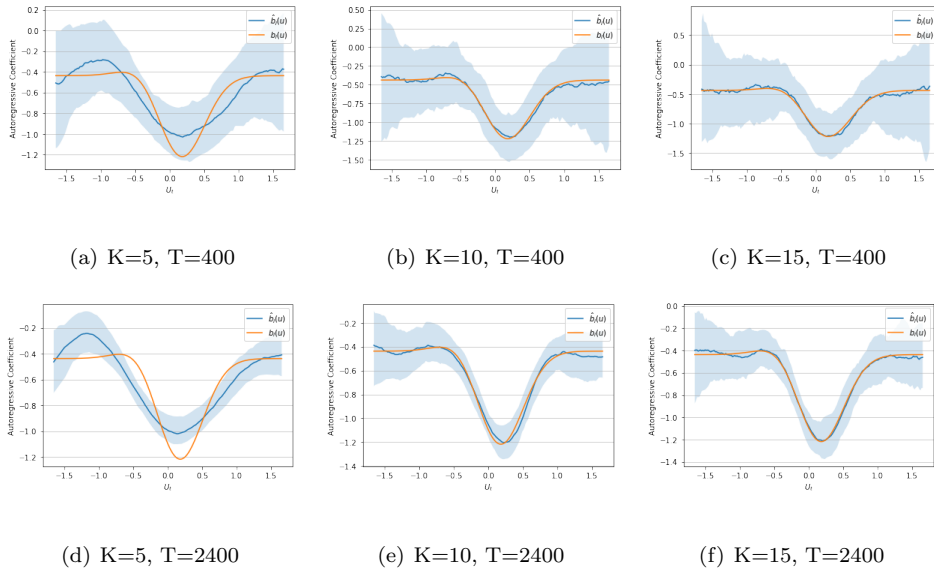 0.2
0.0
−0.2
−0.4
−0.6
−0.8
−1.0
−1.2
Autoregressive Coefficient
b̂ₗ(u)
bₗ(u)
−1.5 −1.0 −0.5 0.0 0.5 1.0 1.5
Uₜ
(a) K=5, T=400
0.50
0.25
0.00
−0.25
−0.50
−0.75
−1.00
−1.25
−1.50
Autoregressive Coefficient
b̂ₗ(u)
bₗ(u)
−1.5 −1.0 −0.5 0.0 0.5 1.0 1.5
Uₜ
(b) K=10, T=400
0.5
0.0
−0.5
−1.0
−1.5
Autoregressive Coefficient
b̂ₗ(u)
bₗ(u)
−1.5 −1.0 −0.5 0.0 0.5 1.0 1.5
Uₜ
(c) K=15, T=400
−0.2
−0.4
−0.6
−0.8
−1.0
−1.2
Autoregressive Coefficient
b̂ₗ(u)
bₗ(u)
−1.5 −1.0 −0.5 0.0 0.5 1.0 1.5
Uₜ
(d) K=5, T=2400
−0.2
−0.4
−0.6
−0.8
−1.0
−1.2
−1.4
Autoregressive Coefficient
b̂ₗ(u)
bₗ(u)
−1.5 −1.0 −0.5 0.0 0.5 1.0 1.5
Uₜ
(e) K=10, T=2400
0.0
−0.2
−0.4
−0.6
−0.8
−1.0
−1.2
−1.4
Autoregressive Coefficient
b̂ₗ(u)
bₗ(u)
−1.5 −1.0 −0.5 0.0 0.5 1.0 1.5
Uₜ
(f) K=15, T=2400